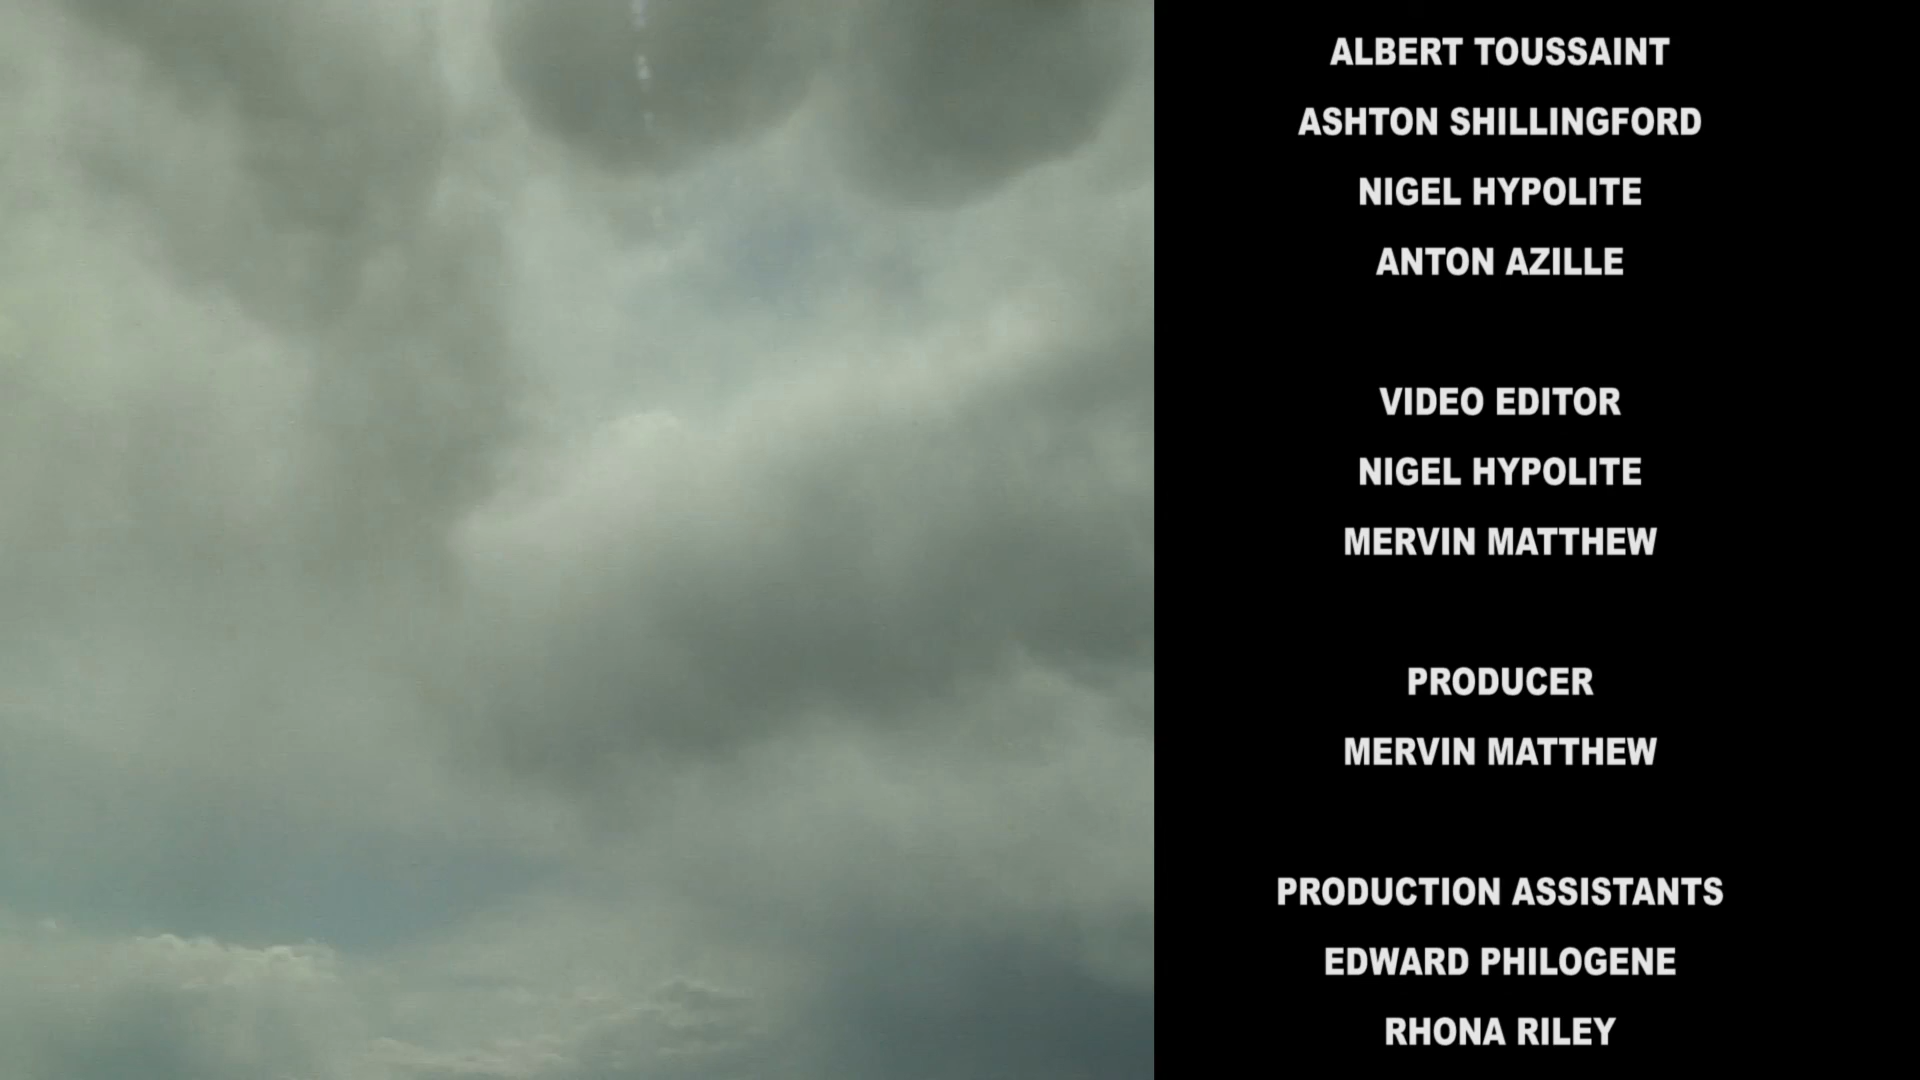 ALBERT TOUSSAINT
ASHTON SHILLINGFORD
NIGEL HYPOLITE
ANTON AZILLE
VIDEO EDITOR
NIGEL HYPOLITE
MERVIN MATTHEW
PRODUCER
MERVIN MATTHEW
PRODUCTION ASSISTANTS
EDWARD PHILOGENE
RHONA RILEY